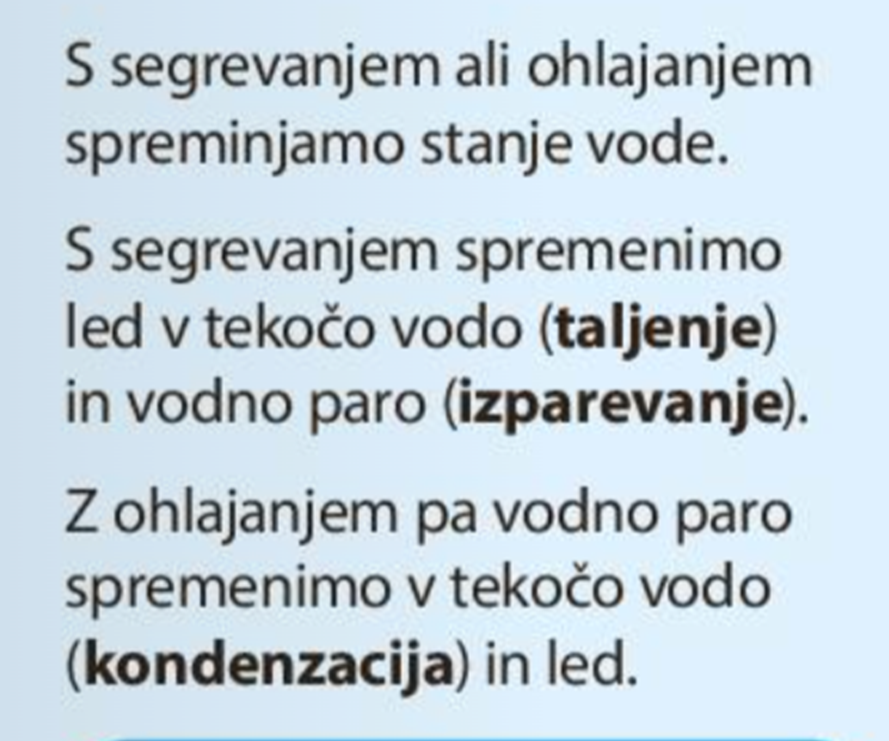 S segrevanjem ali ohlajanjem
spreminjamo stanje vode.
S segrevanjem spremenimo
led v tekočo vodo (taljenje)
in vodno paro (izparevanje).
Z ohlajanjem pa vodno paro
spremenimo v tekočo vodo
(kondenzacija) in led.